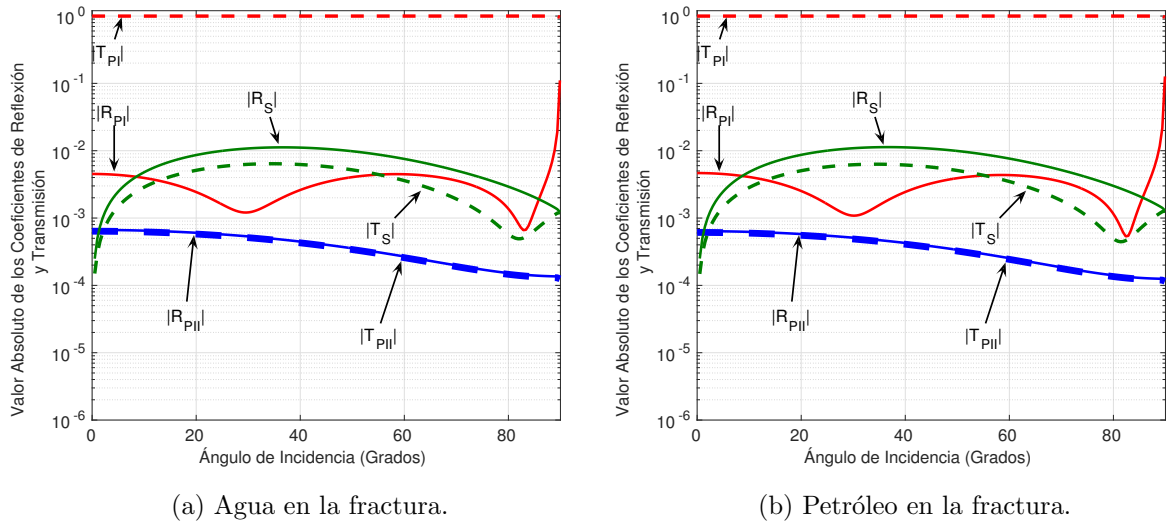 Valor Absoluto de los Coeficientes de Reflexión
y Transmisión
10^0
10^-1
10^-2
10^-3
10^-4
10^-5
10^-6
|T_PI|
|R_PI|
|R_S|
|T_S|
|R_PII|
|T_PII|
0 20 40 60 80
Ángulo de Incidencia (Grados)
(a) Agua en la fractura.
Valor Absoluto de los Coeficientes de Reflexión
y Transmisión
10^0
10^-1
10^-2
10^-3
10^-4
10^-5
10^-6
|T_PI|
|R_PI|
|R_S|
|T_S|
|R_PII|
|T_PII|
0 20 40 60 80
Ángulo de Incidencia (Grados)
(b) Petróleo en la fractura.